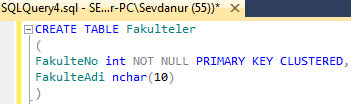 SQLQuery4.sql - SE...r-PC\Sevdanur (55))*
CREATE TABLE Fakulteler
(
FakulteNo int NOT NULL PRIMARY KEY CLUSTERED,
FakulteAdi nchar(10)
)